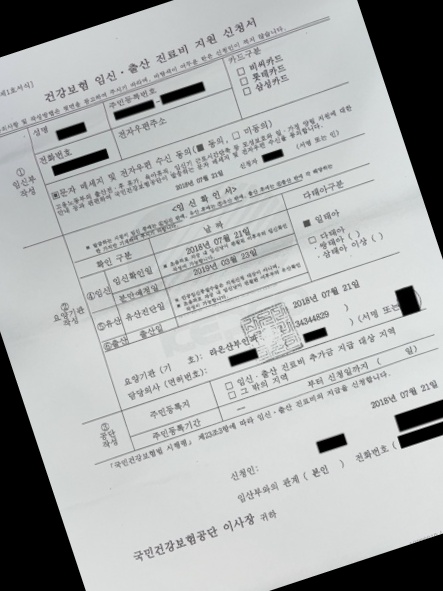 제1호서식]
건강보험 임신·출산 진료비 지원 신청서
성명
주민등록번호
카드구분
□ 비씨카드
□ 롯데카드
□ 삼성카드
①
임신부
작성
전화번호
전자우편주소
문자 메세지 및 전자우편 수신 동의(■ 동의, □ 미동의)
2018년 07월 21일
신청자
(서명 또는 인)
<임신확인서>
②
요양기관
작성
확인 구분
날 짜
다태아구분
④임신
임신확인일
2018년 07월 21일
분만예정일
2019년 03월 23일
■ 일태아
□ 다태아
· 쌍태아 ( )
· 삼태아 이상 ( )
⑤유산
유산진단일
⑥출산
출산일
2018년 07월 21일
요양기관 (기 호): 라온산부인과
34344829 )
담당의사 (면허번호):
) (서명 또는
③
공단
작성
주민등록지
□ 임신·출산 진료비 추가금 지급 대상 지역
□ 그 밖의 지역
주민등록기간
부터 신청일까지 ( 일)
「국민건강보험법 시행령」 제23조3항에 따라 임신·출산 진료비의 지급을 신청합니다.
2018년 07월 21일
신청인:
임산부와의 관계 ( 본인 )
전화번호 (
국민건강보험공단 이사장 귀하